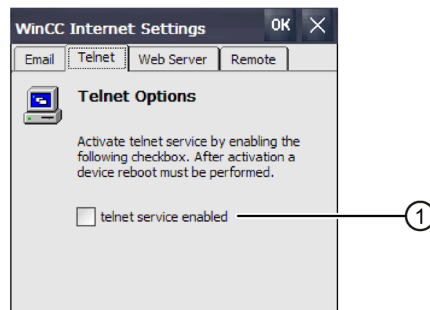 WinCC Internet Settings OK
Email Telnet Web Server Remote
Telnet Options
Activate telnet service by enabling the
following checkbox. After activation a
device reboot must be performed.
telnet service enabled 1